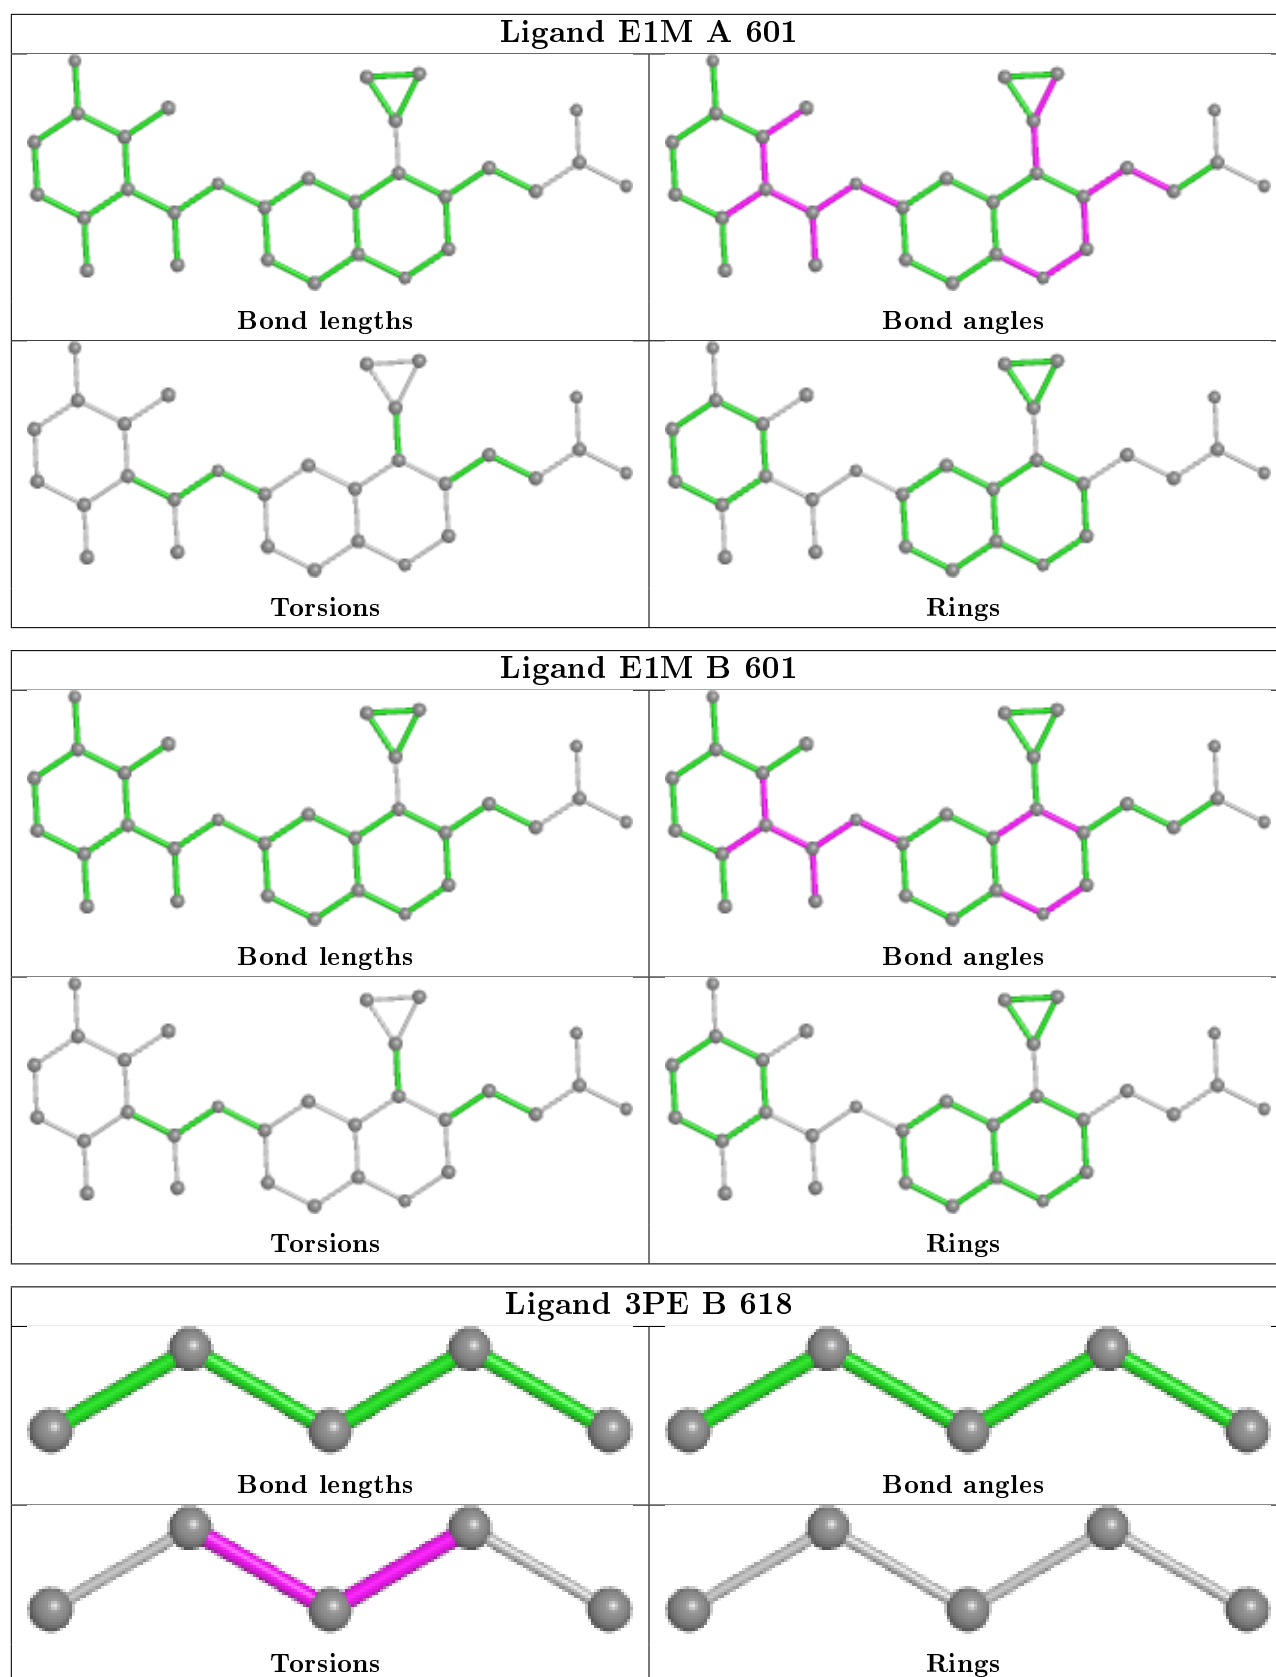 Ligand E1M A 601
Bond lengths
Bond angles
Torsions
Rings
Ligand E1M B 601
Bond lengths
Bond angles
Torsions
Rings
Ligand 3PE B 618
Bond lengths
Bond angles
Torsions
Rings